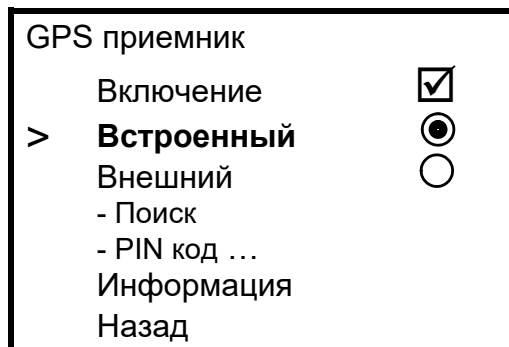 GPS приемник
Включение
> Встроенный
Внешний
- Поиск
- PIN код …
Информация
Назад